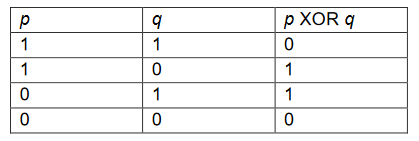 p q p XOR q
1 1 0
1 0 1
0 1 1
0 0 0